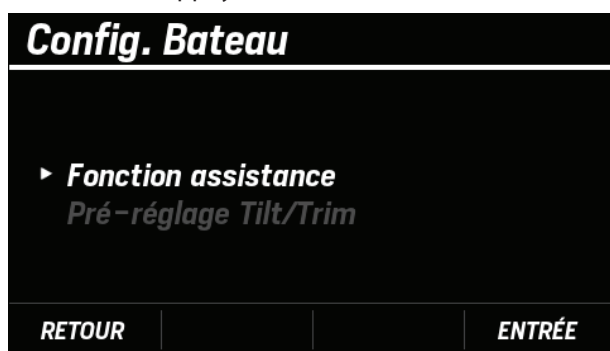 Config. Bateau
▸ Fonction assistance
Pré-réglage Tilt/Trim
RETOUR ENTRÉE